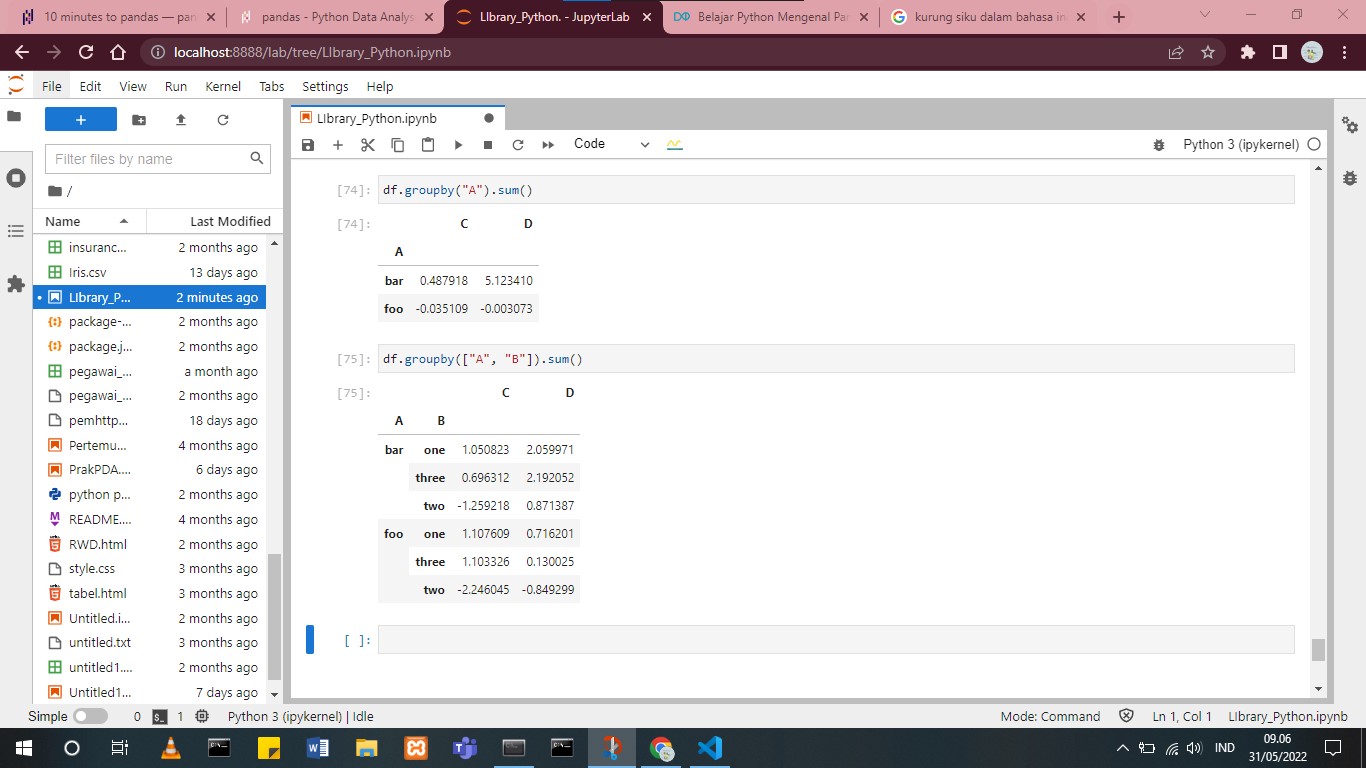 10 minutes to pandas — pan
pandas - Python Data Analys
LIbrary_Python. - JupyterLab
Belajar Python Mengenal Pan
kurung siku dalam bahasa in
localhost:8888/lab/tree/LIbrary_Python.ipynb
File Edit View Run Kernel Tabs Settings Help
LIbrary_Python.ipynb
Code
Python 3 (ipykernel)
Filter files by name
/
Name Last Modified
insuranc... 2 months ago
Iris.csv 13 days ago
LIbrary_P... 2 minutes ago
package-... 2 months ago
package.j... 2 months ago
pegawai_... a month ago
pegawai_... 2 months ago
pemhttp... 18 days ago
Pertemu... 4 months ago
PrakPDA.... 6 days ago
python p... 2 months ago
README.... 4 months ago
RWD.html 2 months ago
style.css 3 months ago
tabel.html 3 months ago
Untitled.i... 2 months ago
untitled.txt 3 months ago
untitled1.... 2 months ago
Untitled1... 7 days ago
[74]: df.groupby("A").sum()
[74]: C D
A
bar 0.487918 5.123410
foo -0.035109 -0.003073
[75]: df.groupby(["A", "B"]).sum()
[75]: C D
A B
bar one 1.050823 2.059971
three 0.696312 2.192052
two -1.259218 0.871387
foo one 1.107609 0.716201
three 1.103326 0.130025
two -2.246045 -0.849299
[ ]:
Simple 0 $_ 1 Python 3 (ipykernel) | Idle
Mode: Command Ln 1, Col 1 LIbrary_Python.ipynb
IND
09.06
31/05/2022